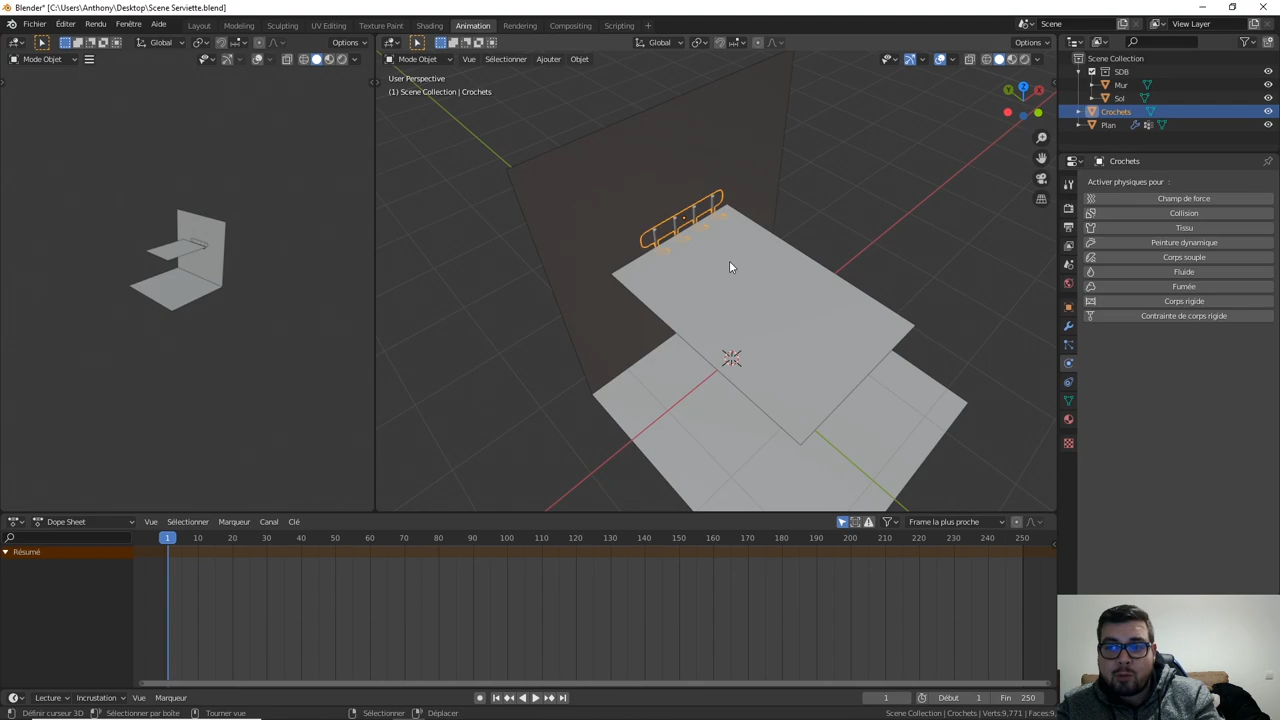 Blender* [C:\Users\Anthony\Desktop\Scene Serviette.blend]
Fichier Éditer Rendu Fenêtre Aide Layout Modeling Sculpting UV Editing Texture Paint Shading Animation Rendering Compositing Scripting + Scene View Layer
Global Options Global Options
Mode Objet Mode Objet Vue Sélectionner Ajouter Objet
User Perspective
(1) Scene Collection | Crochets
Z
Y
X
Scene Collection
SDB
Mur
Sol
Crochets
Plan
Crochets
Activer physiques pour :
Champ de force
Collision
Tissu
Peinture dynamique
Corps souple
Fluide
Fumée
Corps rigide
Contrainte de corps rigide
Dope Sheet Vue Sélectionner Marqueur Canal Clé Frame la plus proche
1 10 20 30 40 50 60 70 80 90 100 110 120 130 140 150 160 170 180 190 200 210 220 230 240 250
Résumé
Lecture Incrustation Vue Marqueur 1 Début 1 Fin 250
Définir curseur 3D Sélectionner par boîte Tourner vue Sélectionner Déplacer Scene Collection | Crochets | Verts:9,771 | Faces:9,